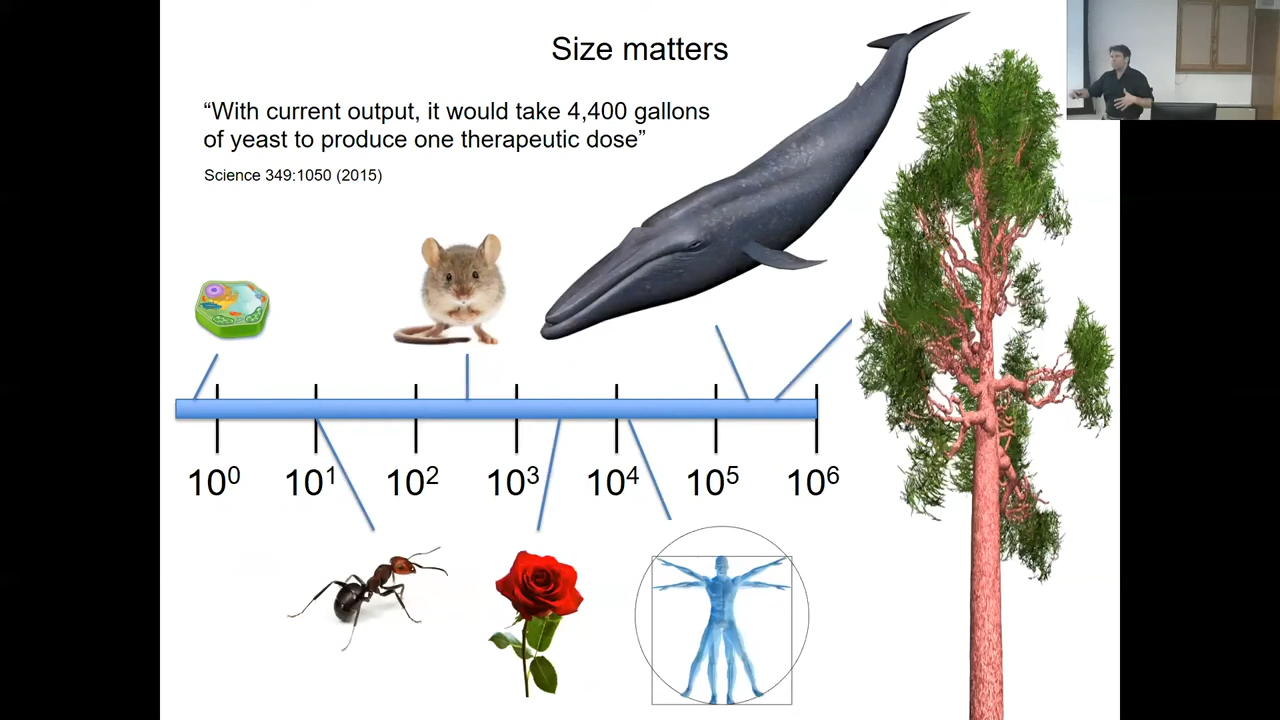 Size matters
“With current output, it would take 4,400 gallons
of yeast to produce one therapeutic dose”
Science 349:1050 (2015)
10⁰ 10¹ 10² 10³ 10⁴ 10⁵ 10⁶